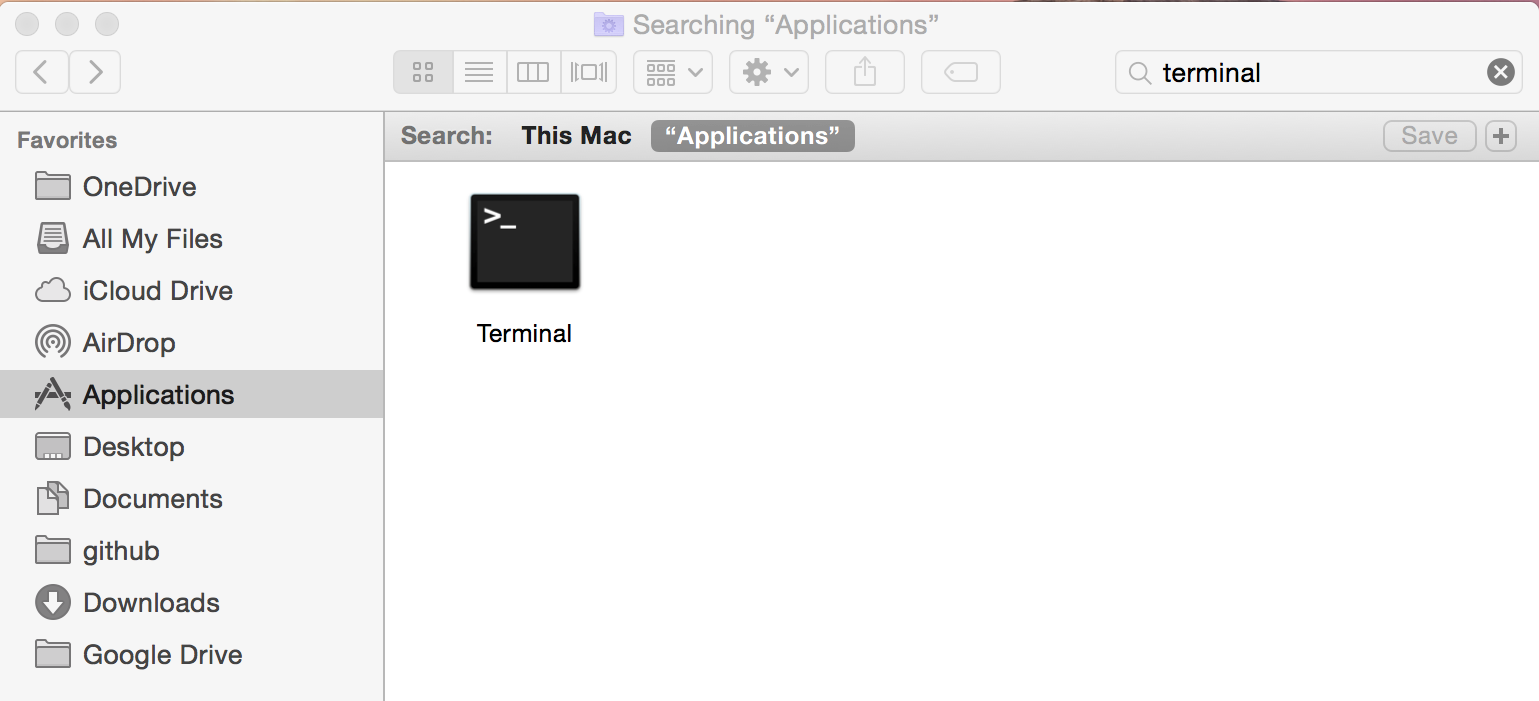 Searching “Applications”
terminal
Favorites
OneDrive
All My Files
iCloud Drive
AirDrop
Applications
Desktop
Documents
github
Downloads
Google Drive
Search: This Mac “Applications” Save +
>_
Terminal